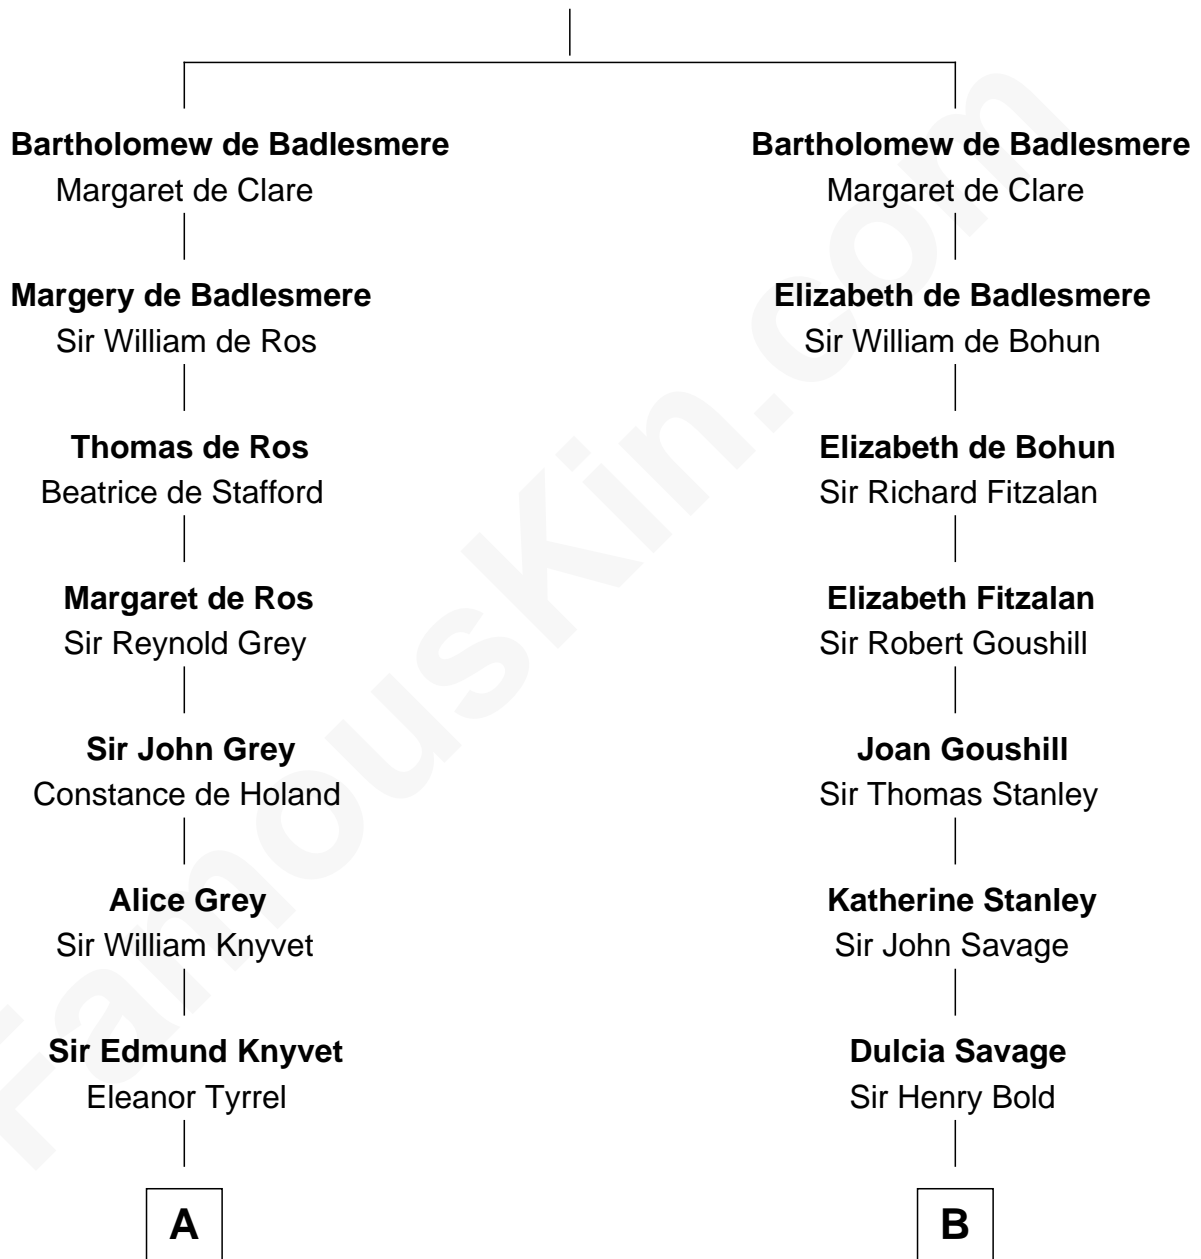 Bartholomew de Badlesmere
Margaret de Clare
Margery de Badlesmere
Sir William de Ros
Thomas de Ros
Beatrice de Stafford
Margaret de Ros
Sir Reynold Grey
Sir John Grey
Constance de Holand
Alice Grey
Sir William Knyvet
Sir Edmund Knyvet
Eleanor Tyrrel
A
Bartholomew de Badlesmere
Margaret de Clare
Elizabeth de Badlesmere
Sir William de Bohun
Elizabeth de Bohun
Sir Richard Fitzalan
Elizabeth Fitzalan
Sir Robert Goushill
Joan Goushill
Sir Thomas Stanley
Katherine Stanley
Sir John Savage
Dulcia Savage
Sir Henry Bold
B
FamousKin.com